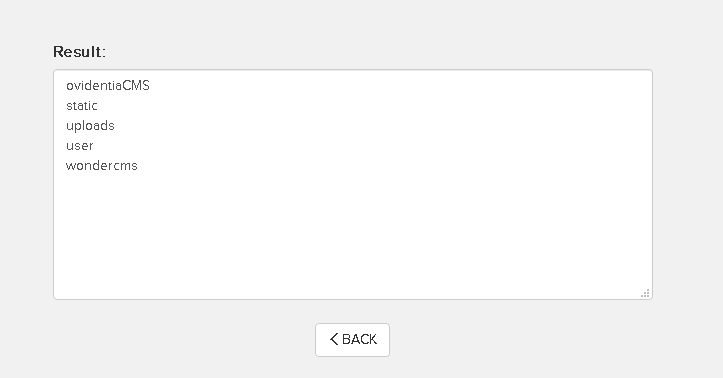 Result:
ovidentiaCMS
static
uploads
user
wondercms
BACK